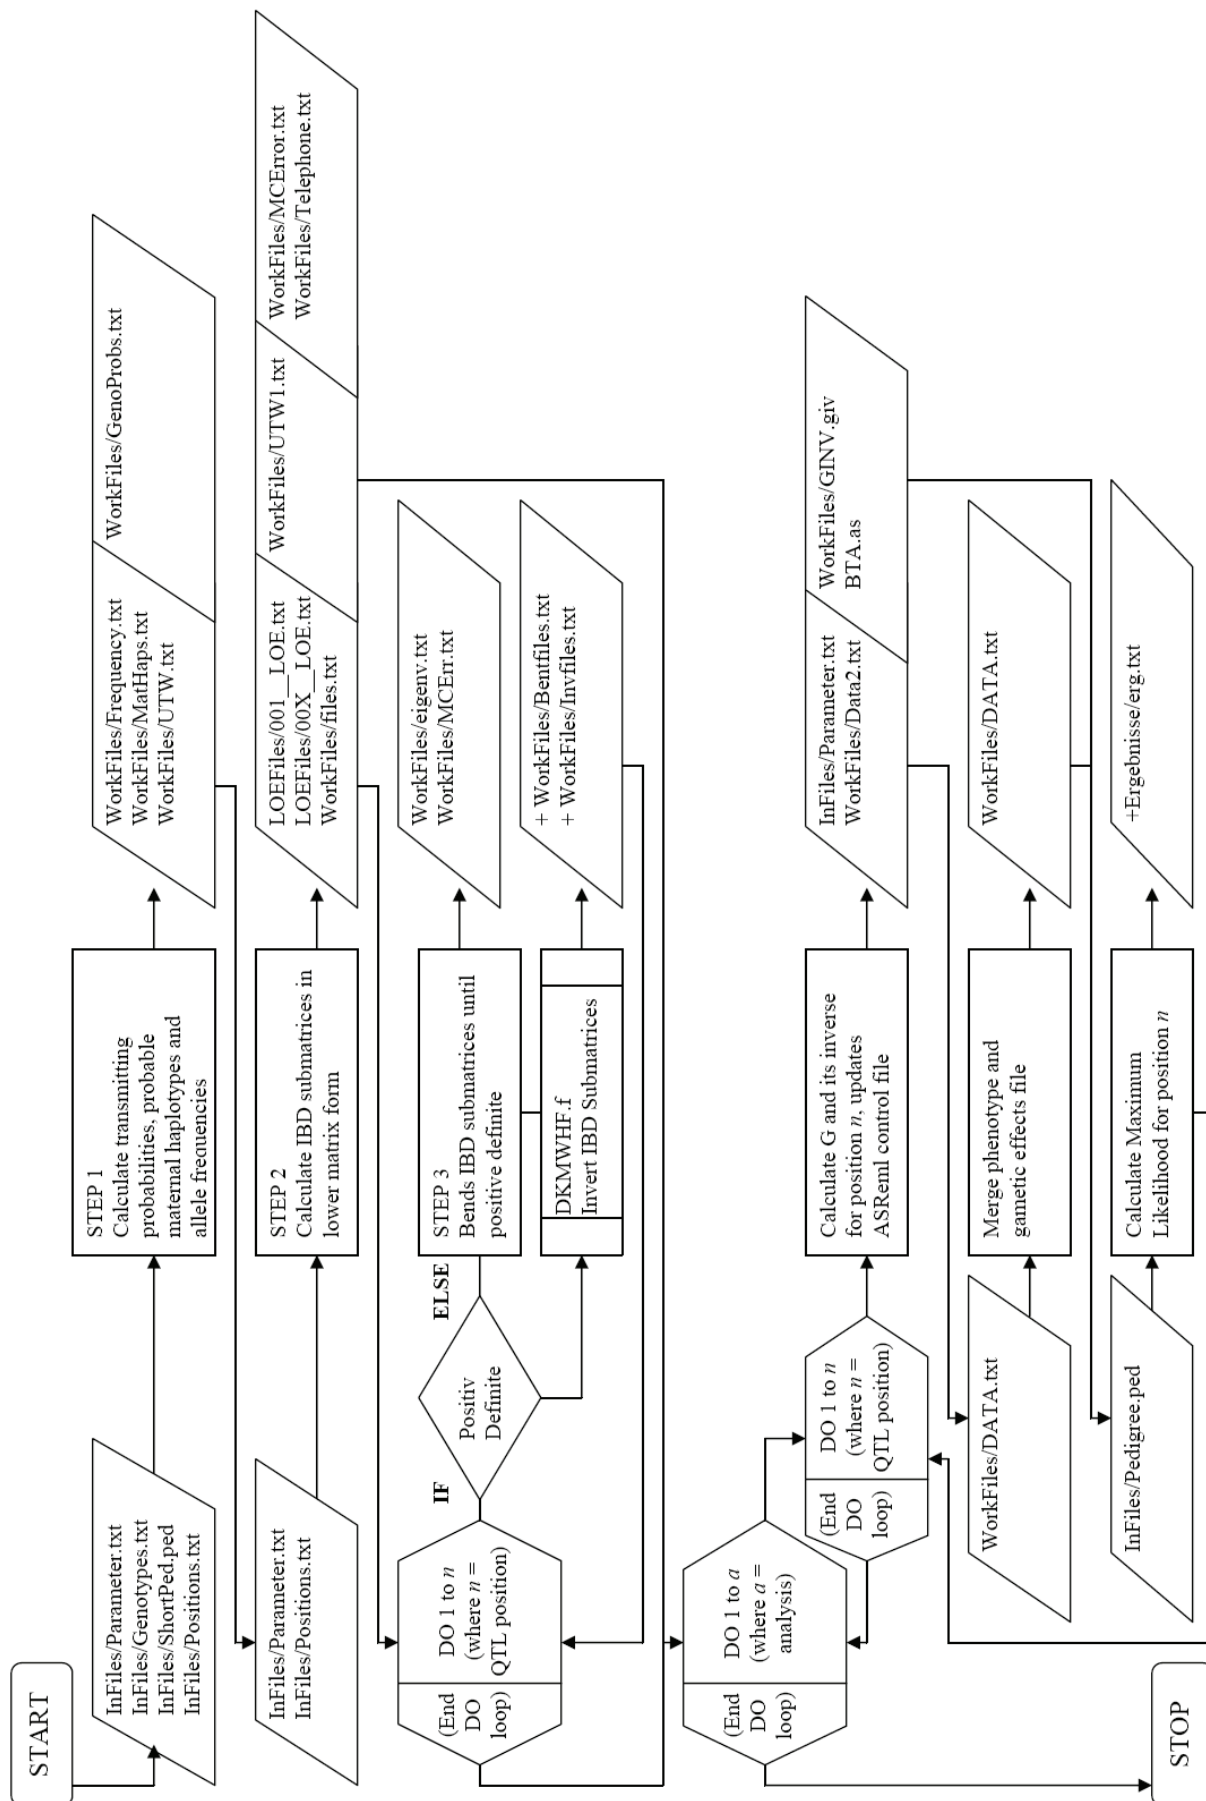 START
InFiles/Parameter.txt
InFiles/Genotypes.txt
InFiles/ShortPed.ped
InFiles/Positions.txt
STEP 1
Calculate transmitting
probabilities, probable
maternal haplotypes and
allele frequencies
WorkFiles/Frequency.txt
WorkFiles/MatHaps.txt
WorkFiles/UTW.txt
WorkFiles/GenoProbs.txt
InFiles/Parameter.txt
InFiles/Positions.txt
STEP 2
Calculate IBD submatrices in
lower matrix form
LOEFiles/001__LOE.txt
LOEFiles/00X__LOE.txt
WorkFiles/files.txt
WorkFiles/UTW1.txt
WorkFiles/MCError.txt
WorkFiles/Telephone.txt
(End
DO
loop)
DO 1 to n
(where n =
QTL position)
IF
Positiv
Definite
ELSE
STEP 3
Bends IBD submatrices until
positive definite
WorkFiles/eigenv.txt
WorkFiles/MCErr.txt
DKMWHF.f
Invert IBD Submatrices
+ WorkFiles/Bentfiles.txt
+ WorkFiles/Invfiles.txt
(End
DO
loop)
DO 1 to a
(where a =
analysis)
(End
DO
loop)
DO 1 to n
(where n =
QTL position)
Calculate G and its inverse
for position n, updates
ASReml control file
InFiles/Parameter.txt
WorkFiles/Data2.txt
WorkFiles/GINV.giv
BTA.as
WorkFiles/DATA.txt
Merge phenotype and
gametic effects file
WorkFiles/DATA.txt
InFiles/Pedigree.ped
Calculate Maximum
Likelihood for position n
+Ergebnisse/erg.txt
STOP